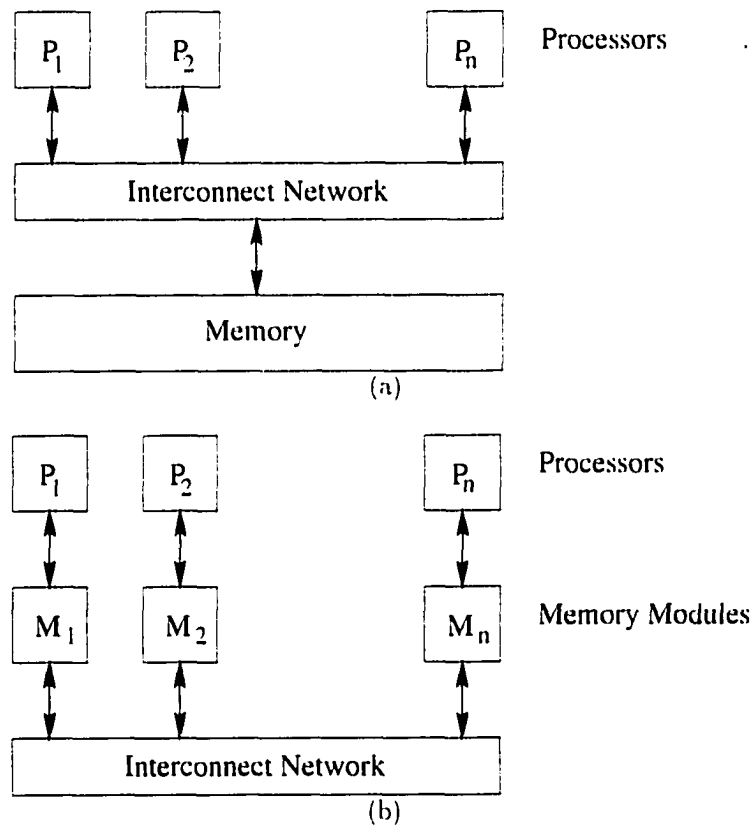 P1 P2 Pn Processors
Interconnect Network
Memory
(a)
P1 P2 Pn Processors
M1 M2 Mn Memory Modules
Interconnect Network
(b)